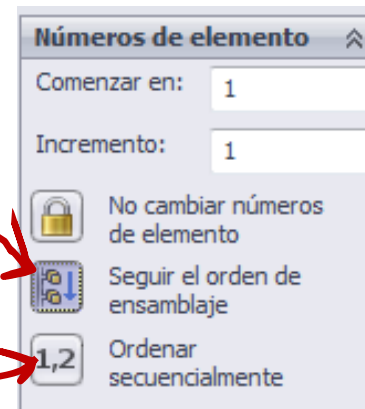 Números de elemento
Comenzar en: 1
Incremento: 1
No cambiar números
de elemento
Seguir el orden de
ensamblaje
1,2 Ordenar
secuencialmente